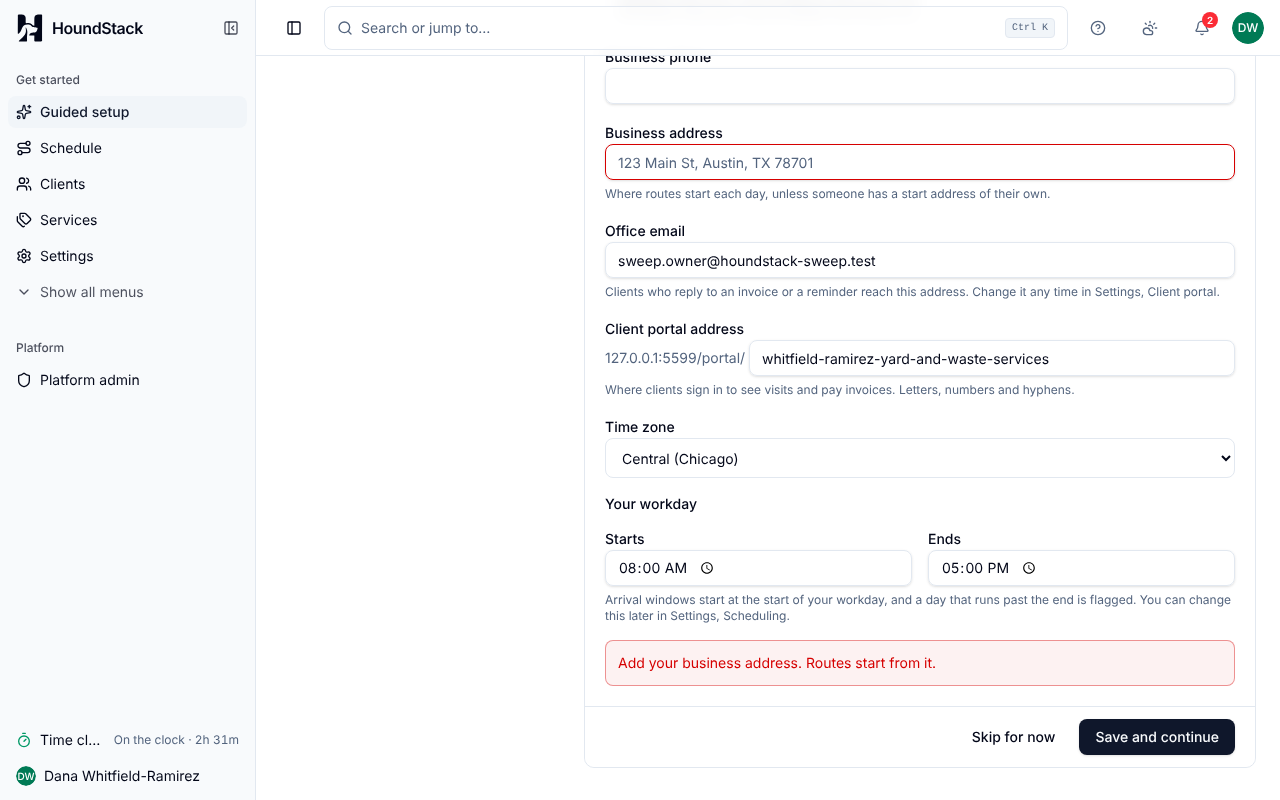 HoundStack
Search or jump to...
Ctrl K
2
DW
Get started
Guided setup
Schedule
Clients
Services
Settings
Show all menus
Platform
Platform admin
Time cl...
On the clock · 2h 31m
DW
Dana Whitfield-Ramirez
Business phone
Business address
123 Main St, Austin, TX 78701
Where routes start each day, unless someone has a start address of their own.
Office email
sweep.owner@houndstack-sweep.test
Clients who reply to an invoice or a reminder reach this address. Change it any time in Settings, Client portal.
Client portal address
127.0.0.1:5599/portal/
whitfield-ramirez-yard-and-waste-services
Where clients sign in to see visits and pay invoices. Letters, numbers and hyphens.
Time zone
Central (Chicago)
Your workday
Starts
Ends
08:00 AM
05:00 PM
Arrival windows start at the start of your workday, and a day that runs past the end is flagged. You can change
this later in Settings, Scheduling.
Add your business address. Routes start from it.
Skip for now
Save and continue